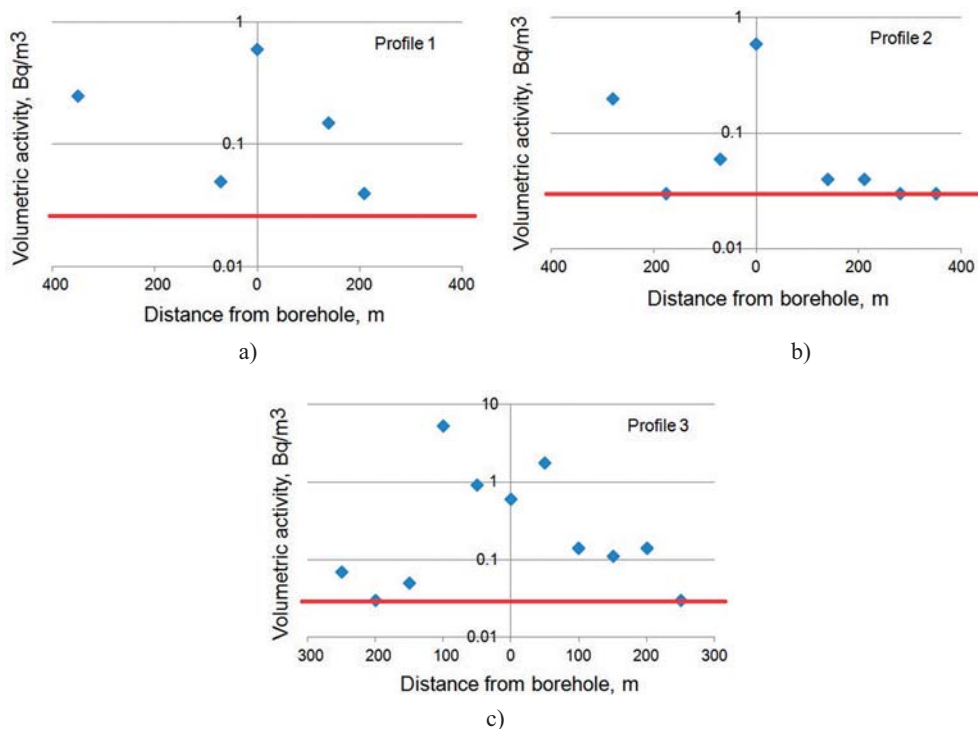 Volumetric activity, Bq/m3
1
0.1
0.01
Profile 1
400 200 0 200 400
Distance from borehole, m
a)
Volumetric activity, Bq/m3
1
0.1
0.01
Profile 2
400 200 0 200 400
Distance from borehole, m
b)
Volumetric activity, Bq/m3
10
1
0.1
0.01
Profile 3
300 200 100 0 100 200 300
Distance from borehole, m
c)